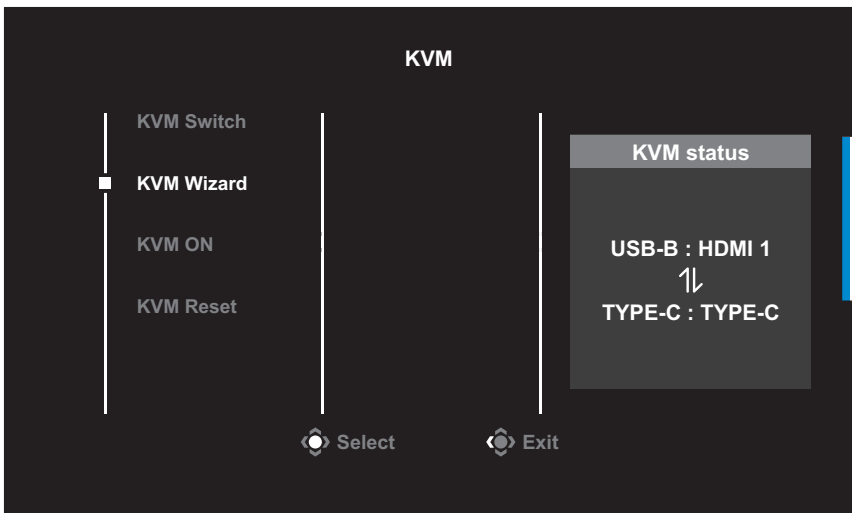 KVM
KVM Switch
KVM Wizard
KVM ON
KVM Reset
KVM status
USB-B : HDMI 1
TYPE-C : TYPE-C
Select
Exit